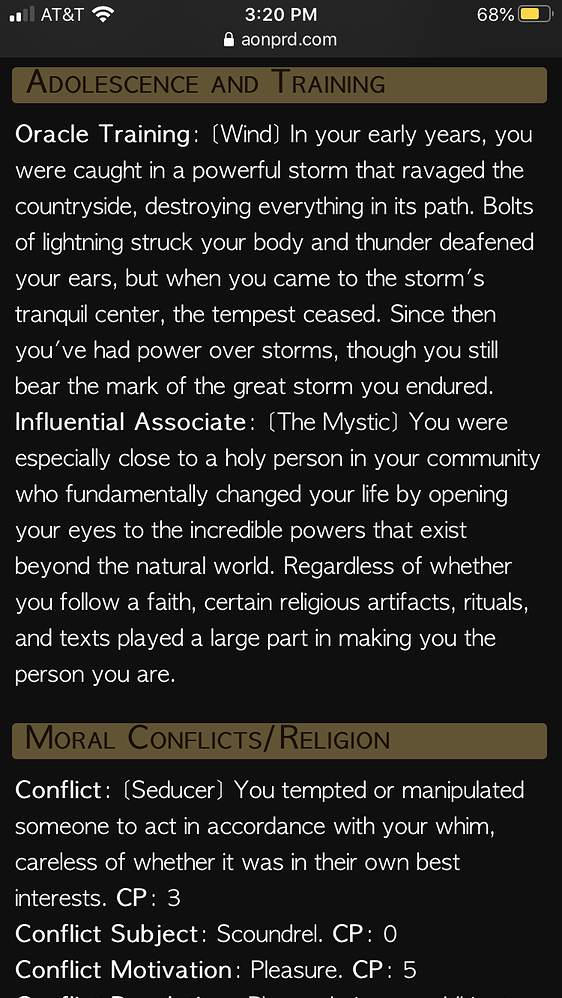 AT&T 3:20 PM 68%
aonprd.com
Adolescence and Training
Oracle Training: [Wind] In your early years, you
were caught in a powerful storm that ravaged the
countryside, destroying everything in its path. Bolts
of lightning struck your body and thunder deafened
your ears, but when you came to the storm's
tranquil center, the tempest ceased. Since then
you've had power over storms, though you still
bear the mark of the great storm you endured.
Influential Associate: [The Mystic] You were
especially close to a holy person in your community
who fundamentally changed your life by opening
your eyes to the incredible powers that exist
beyond the natural world. Regardless of whether
you follow a faith, certain religious artifacts, rituals,
and texts played a large part in making you the
person you are.
Moral Conflicts/Religion
Conflict: [Seducer] You tempted or manipulated
someone to act in accordance with your whim,
careless of whether it was in their own best
interests. CP: 3
Conflict Subject: Scoundrel. CP: 0
Conflict Motivation: Pleasure. CP: 5